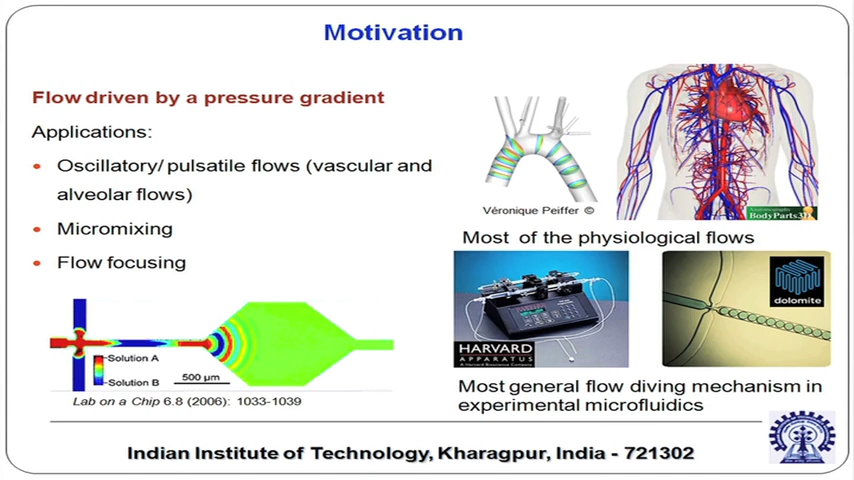 Motivation
Flow driven by a pressure gradient
Applications:
Oscillatory/ pulsatile flows (vascular and
alveolar flows)
Micromixing
Flow focusing
Véronique Peiffer ©
BodyParts3D
Most of the physiological flows
HARVARD
APPARATUS
dolomite
Most general flow diving mechanism in
experimental microfluidics
Solution A
Solution B
500 µm
Lab on a Chip 6.8 (2006): 1033-1039
Indian Institute of Technology, Kharagpur, India - 721302